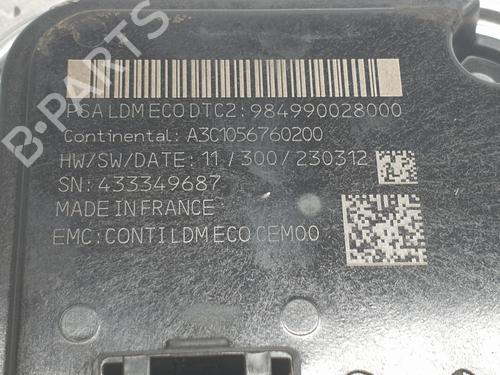 B-PARTS
PSA LDM ECO DTC2: 984990028000
Continental: A3C1056760200
HW/SW/DATE: 11/300/230312
SN: 433349687
MADE IN FRANCE
EMC: CONTI LDM ECO CEM00